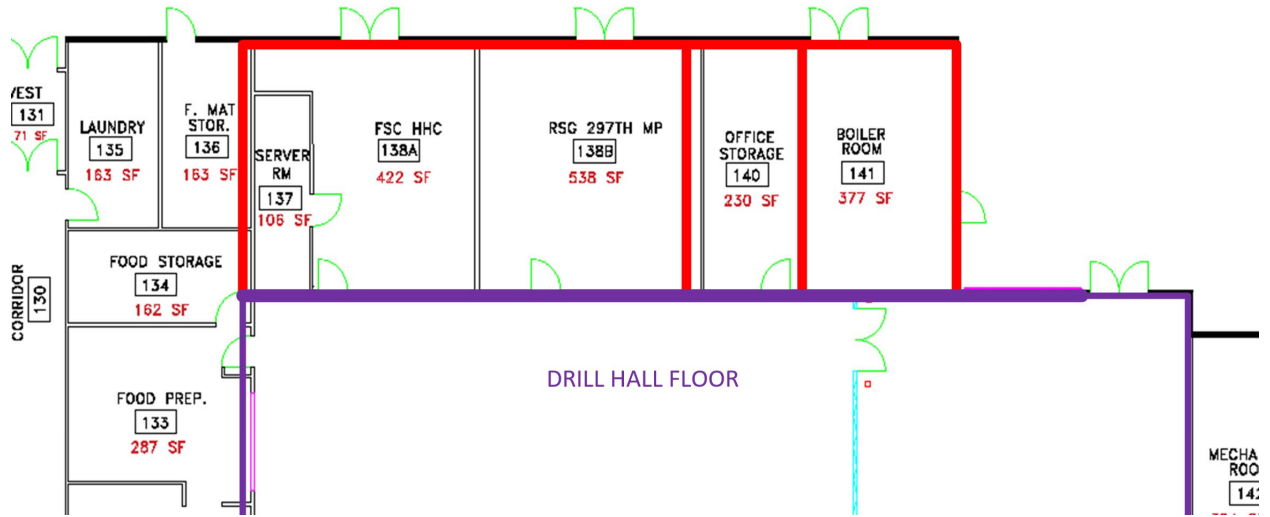 VEST
131
71 SF
LAUNDRY
135
163 SF
F. MAT
STOR.
136
163 SF
SERVER
RM
137
106 SF
FSC HHC
138A
422 SF
RSG 297TH MP
138B
538 SF
OFFICE
STORAGE
140
230 SF
BOILER
ROOM
141
377 SF
CORRIDOR
130
FOOD STORAGE
134
162 SF
FOOD PREP.
133
287 SF
DRILL HALL FLOOR
MECHA
ROO
14